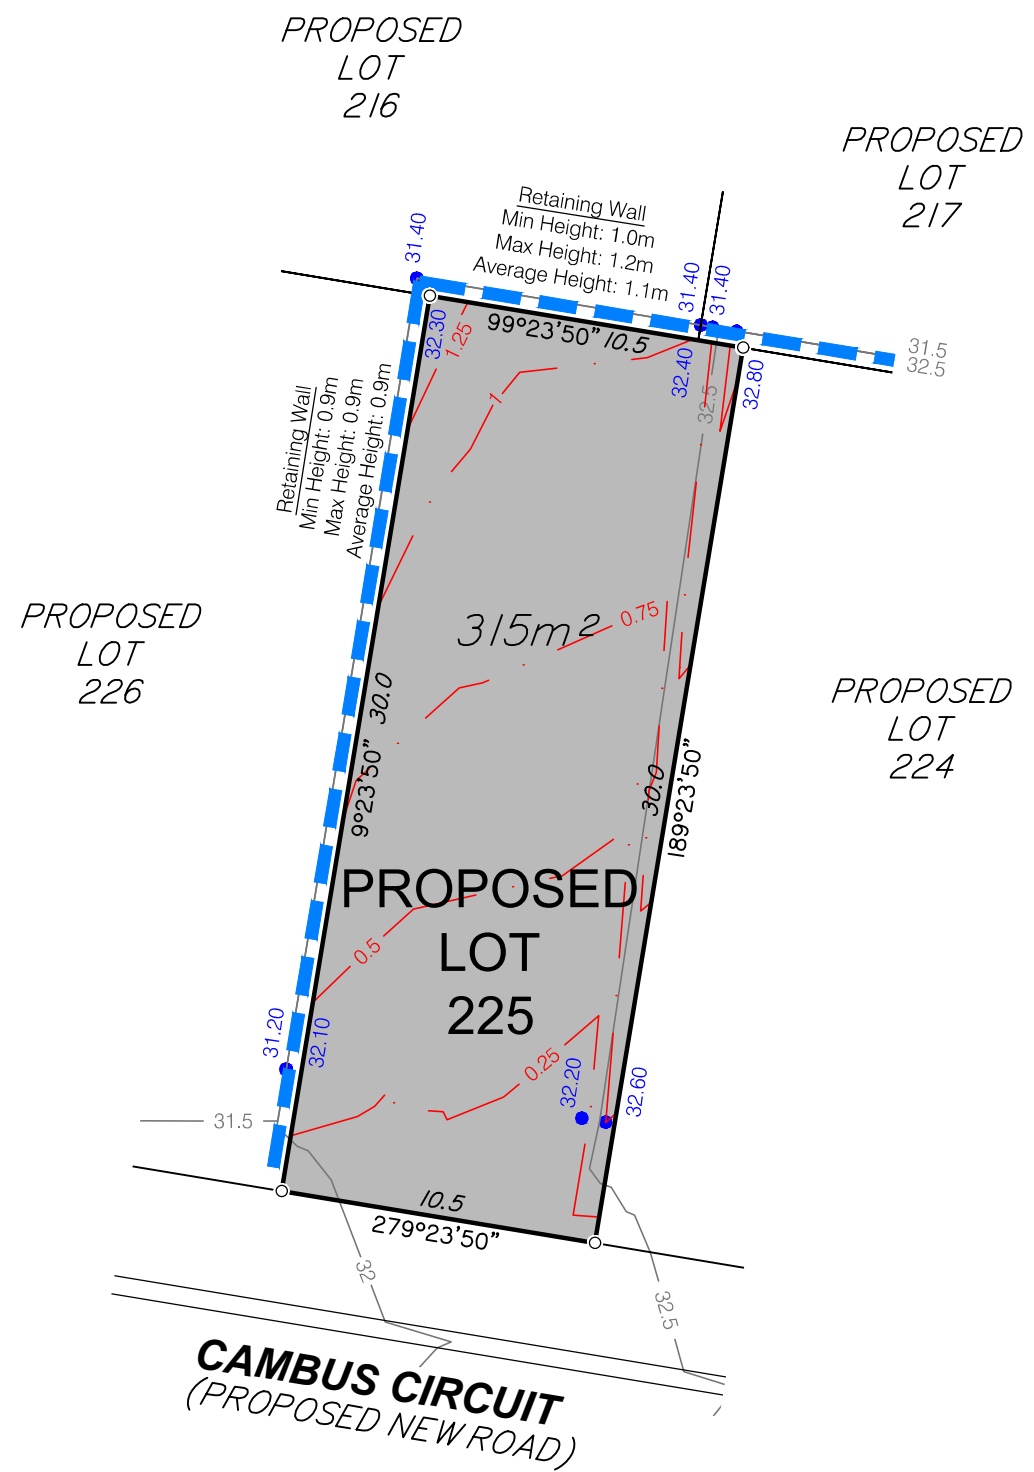 PROPOSED
LOT
216
PROPOSED
LOT
217
Retaining Wall
Min Height: 1.0m
Max Height: 1.2m
Average Height: 1.1m
31.40
31.40
31.40
99°23'50"
10.5
32.30
1.25
32.40
32.5
32.80
31.5
32.5
1
Retaining Wall
Min Height: 0.9m
Max Height: 0.9m
Average Height: 0.9m
315m²
0.75
PROPOSED
LOT
226
PROPOSED
LOT
224
30.0
9°23'50"
30.0
189°23'50"
PROPOSED
LOT
225
0.5
0.25
31.20
32.10
32.20
32.60
31.5
10.5
279°23'50"
32
32.5
CAMBUS CIRCUIT
(PROPOSED NEW ROAD)